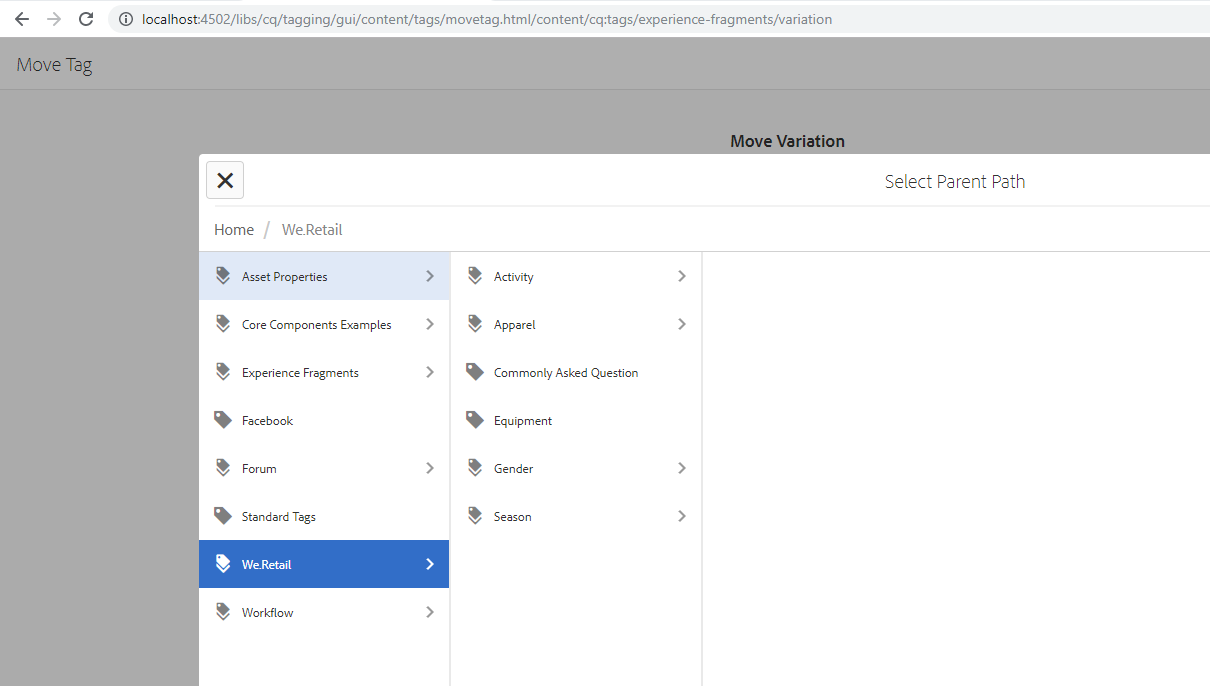 localhost:4502/libs/cq/tagging/gui/content/tags/movetag.html/content/cq:tags/experience-fragments/variation
Move Tag
Move Variation
Select Parent Path
Home / We.Retail
Asset Properties
Core Components Examples
Experience Fragments
Facebook
Forum
Standard Tags
We.Retail
Workflow
Activity
Apparel
Commonly Asked Question
Equipment
Gender
Season